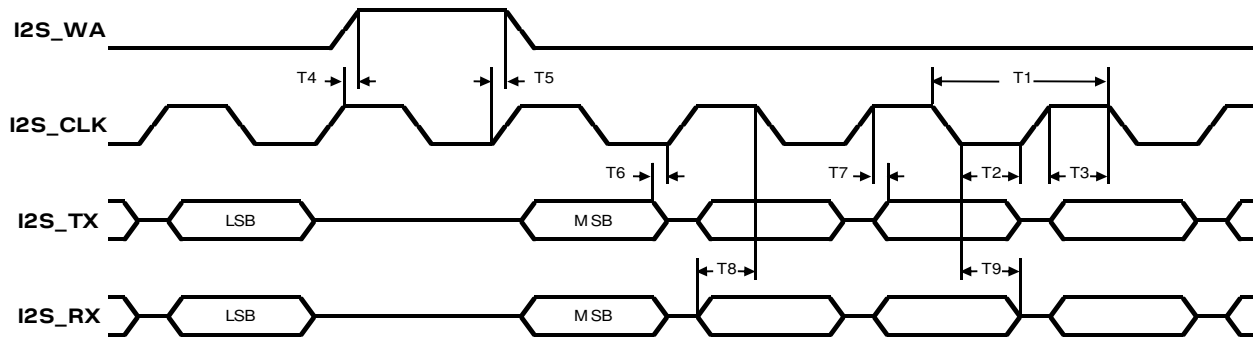 I2S_WA
T4
T5
T1
I2S_CLK
T6
T7
T2
T3
I2S_TX
LSB
MSB
T8
T9
I2S_RX
LSB
MSB